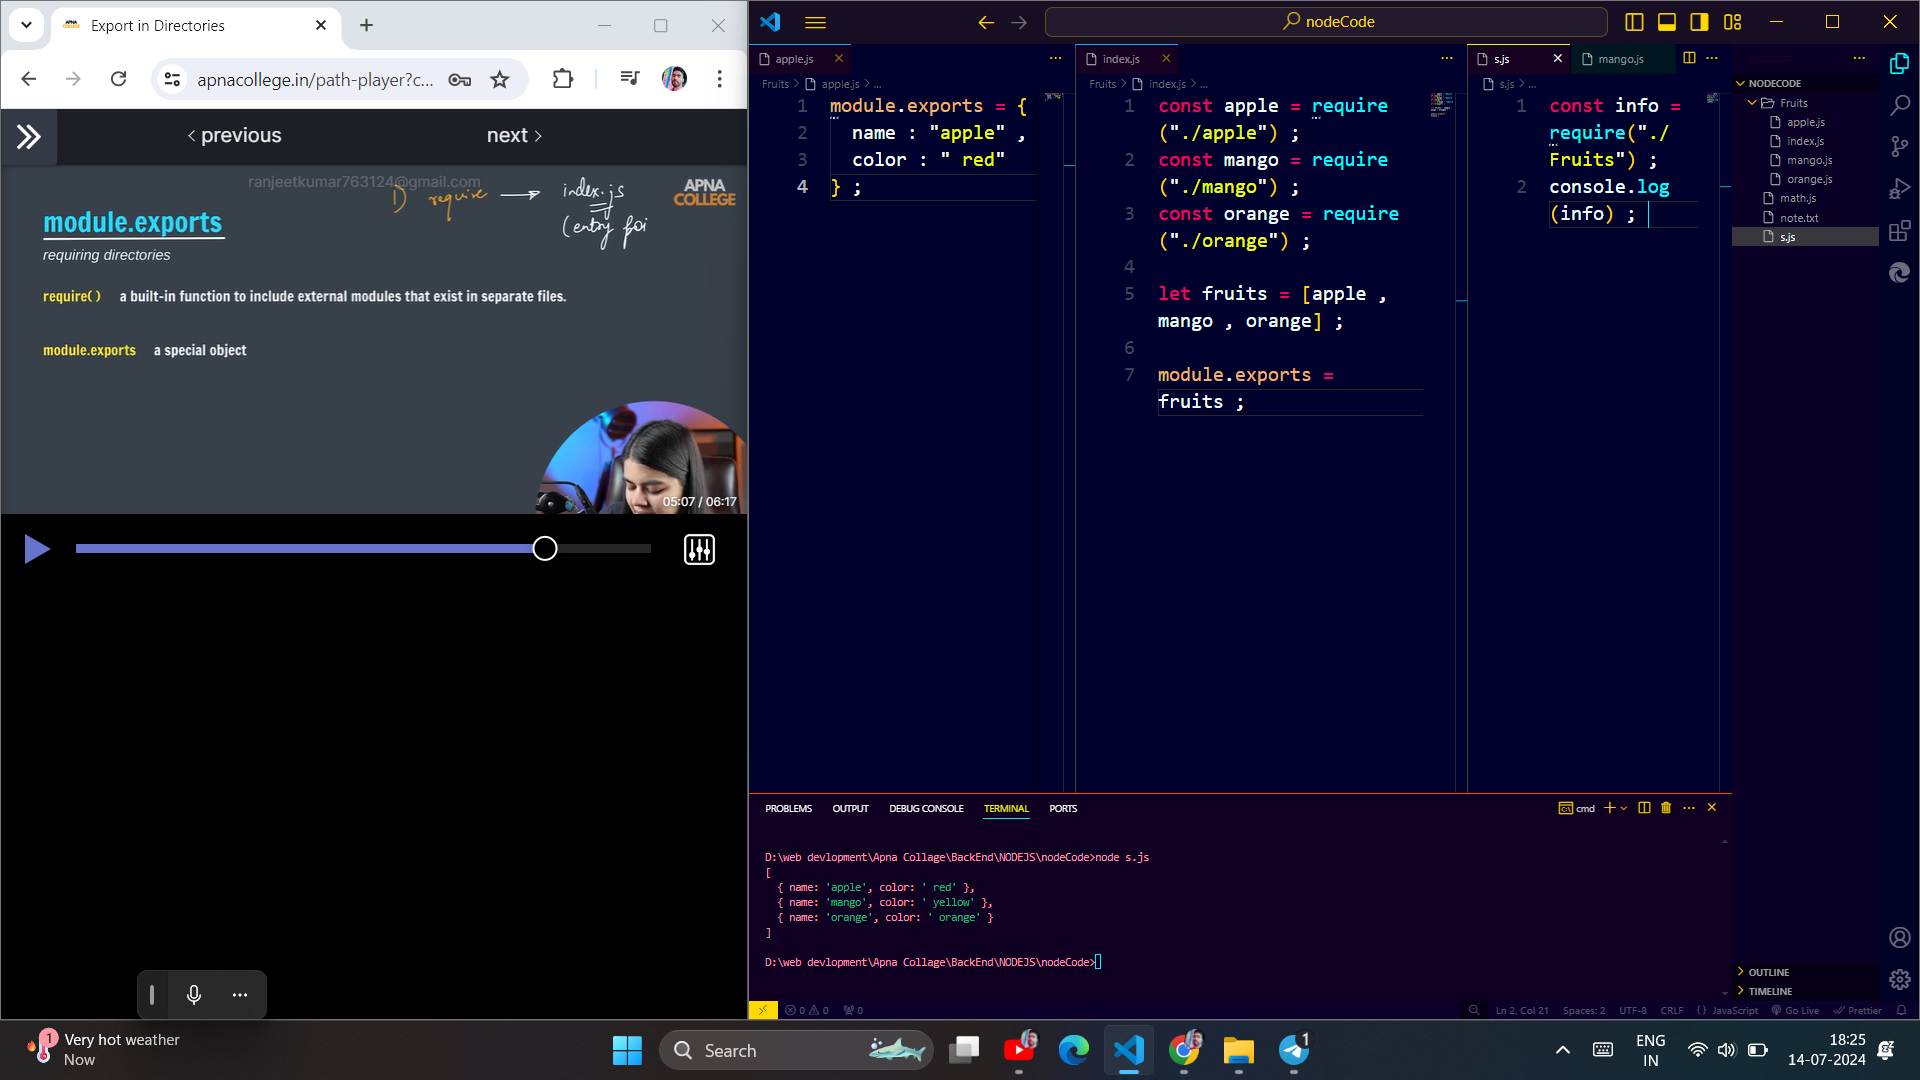 Export in Directories
apnacollege.in/path-player?c...
previous
next
ranjeetkumar763124@gmail.com
1) require → index.js
(entry poi
APNA
COLLEGE
module.exports
requiring directories
require( ) a built-in function to include external modules that exist in separate files.
module.exports a special object
05:07 / 06:17
nodeCode
apple.js
Fruits > apple.js > ...
1 module.exports = {
2 name : "apple" ,
3 color : " red"
4 } ;
index.js
Fruits > index.js > ...
1 const apple = require
("./apple") ;
2 const mango = require
("./mango") ;
3 const orange = require
("./orange") ;
4
5 let fruits = [apple ,
mango , orange] ;
6
7 module.exports =
fruits ;
s.js
mango.js
s.js > ...
1 const info =
require("./
Fruits") ;
2 console.log
(info) ;
NODECODE
Fruits
apple.js
index.js
mango.js
orange.js
math.js
note.txt
s.js
OUTLINE
TIMELINE
PROBLEMS OUTPUT DEBUG CONSOLE TERMINAL PORTS
cmd
D:\web devlopment\Apna Collage\BackEnd\NODEJS\nodeCode>node s.js
[
{ name: 'apple', color: ' red' },
{ name: 'mango', color: ' yellow' },
{ name: 'orange', color: ' orange' }
]
D:\web devlopment\Apna Collage\BackEnd\NODEJS\nodeCode>
0 0 0
Ln 2, Col 21 Spaces: 2 UTF-8 CRLF {} JavaScript Go Live Prettier
1
Very hot weather
Now
Search
1
ENG
IN
18:25
14-07-2024